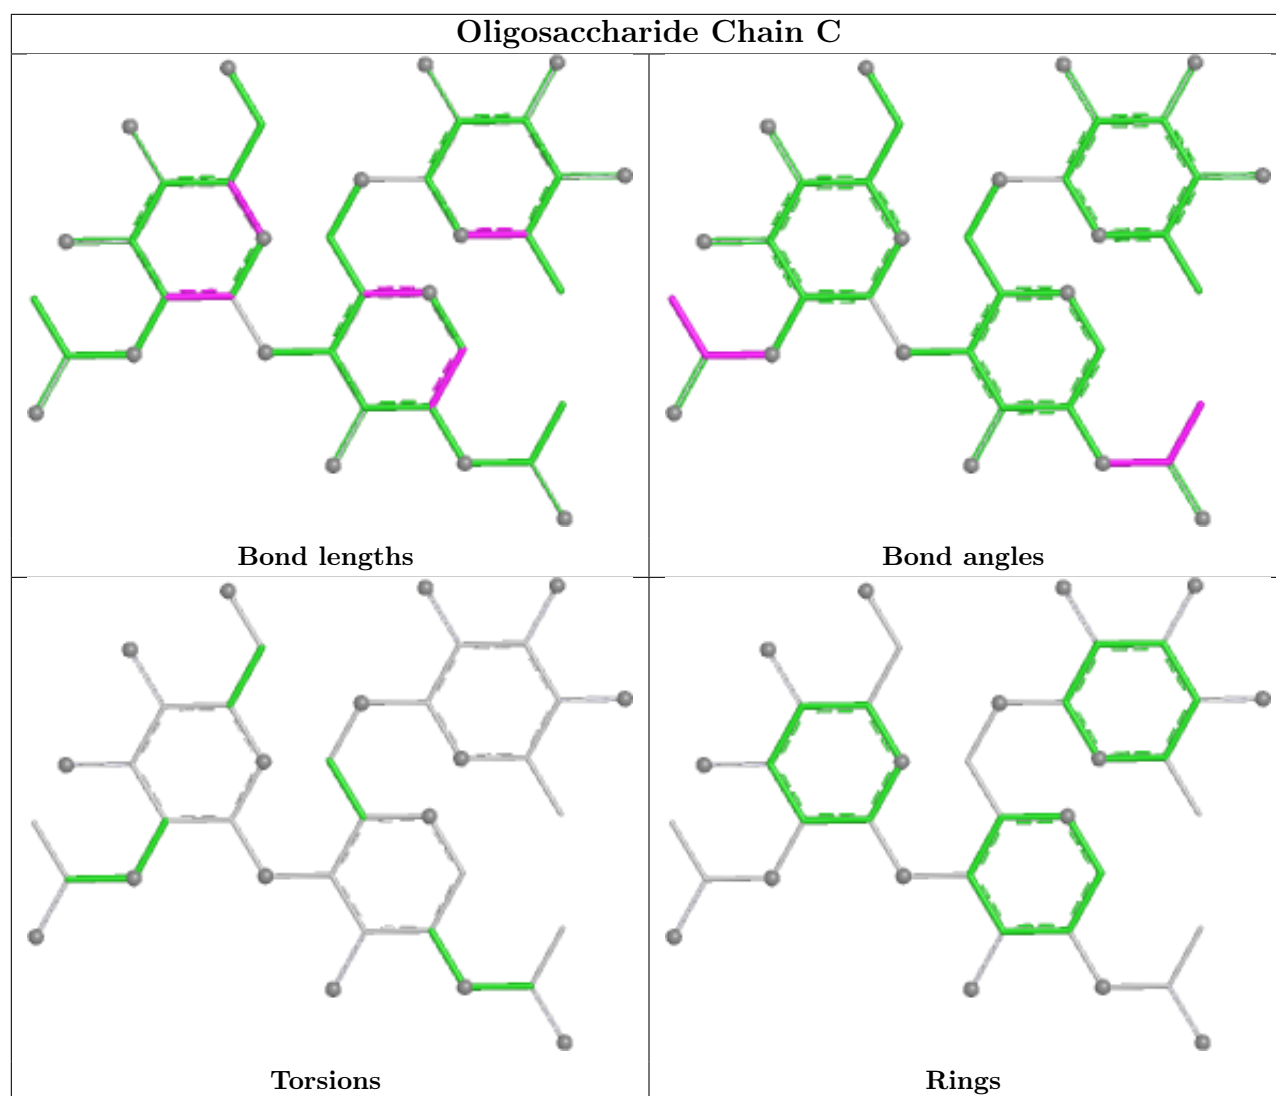 Oligosaccharide Chain C
Bond lengths
Bond angles
Torsions
Rings